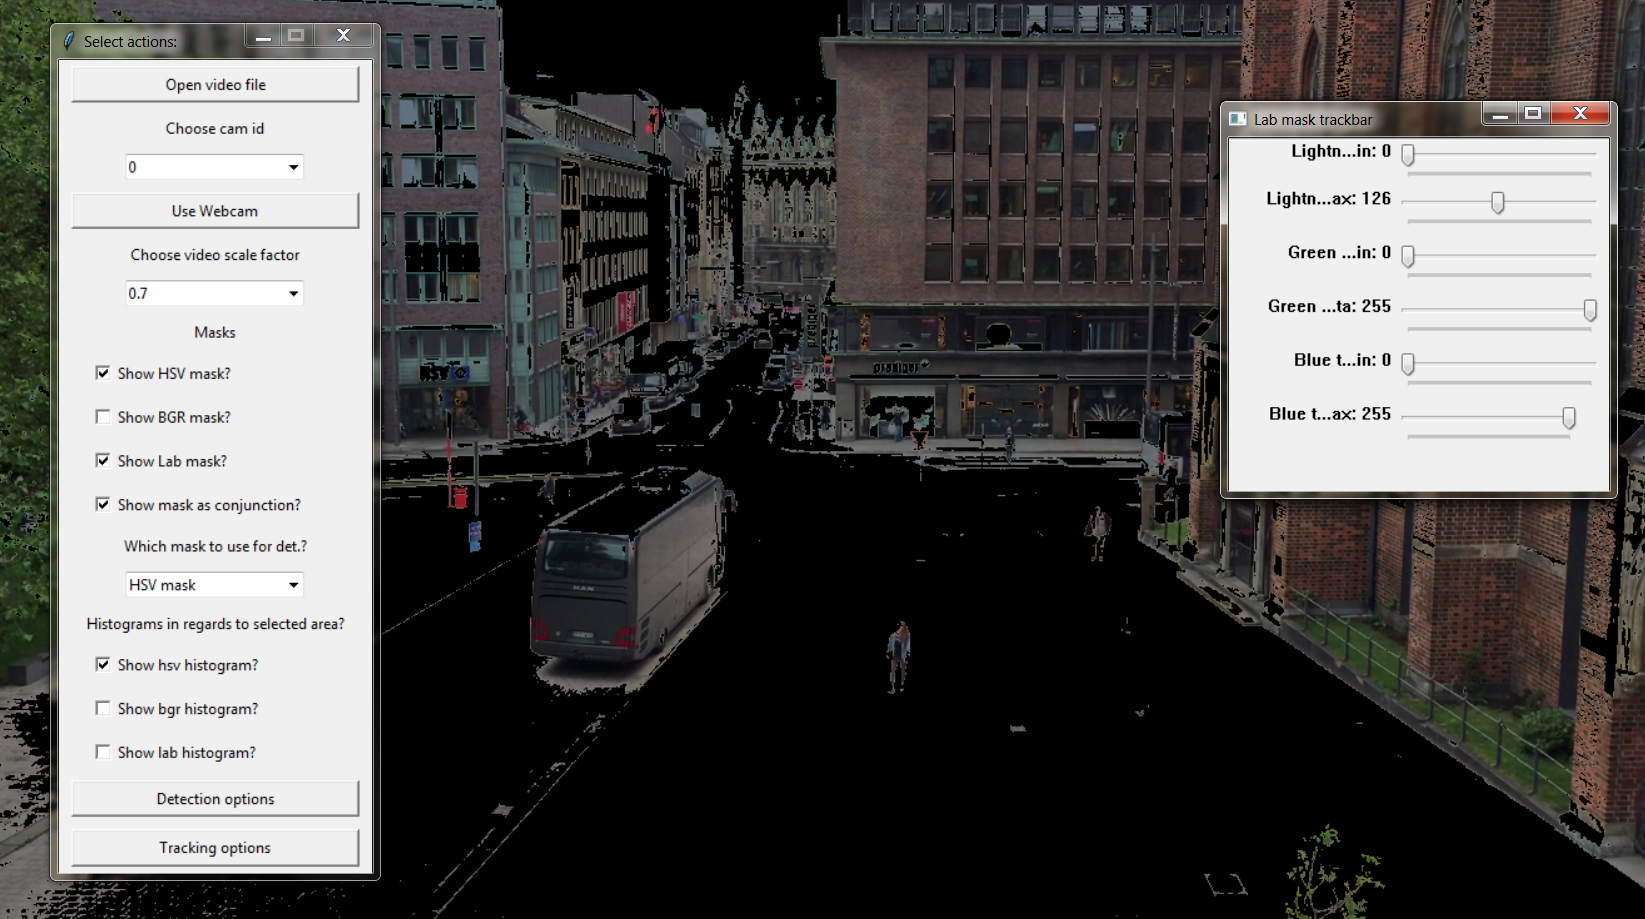 Select actions:
Open video file
Choose cam id
0
Use Webcam
Choose video scale factor
0.7
Masks
Show HSV mask?
Show BGR mask?
Show Lab mask?
Show mask as conjunction?
Which mask to use for det.?
HSV mask
Histograms in regards to selected area?
Show hsv histogram?
Show bgr histogram?
Show lab histogram?
Detection options
Tracking options
Lab mask trackbar
Lightn...in: 0
Lightn...ax: 126
Green ...in: 0
Green ...ta: 255
Blue t...in: 0
Blue t...ax: 255
MAN